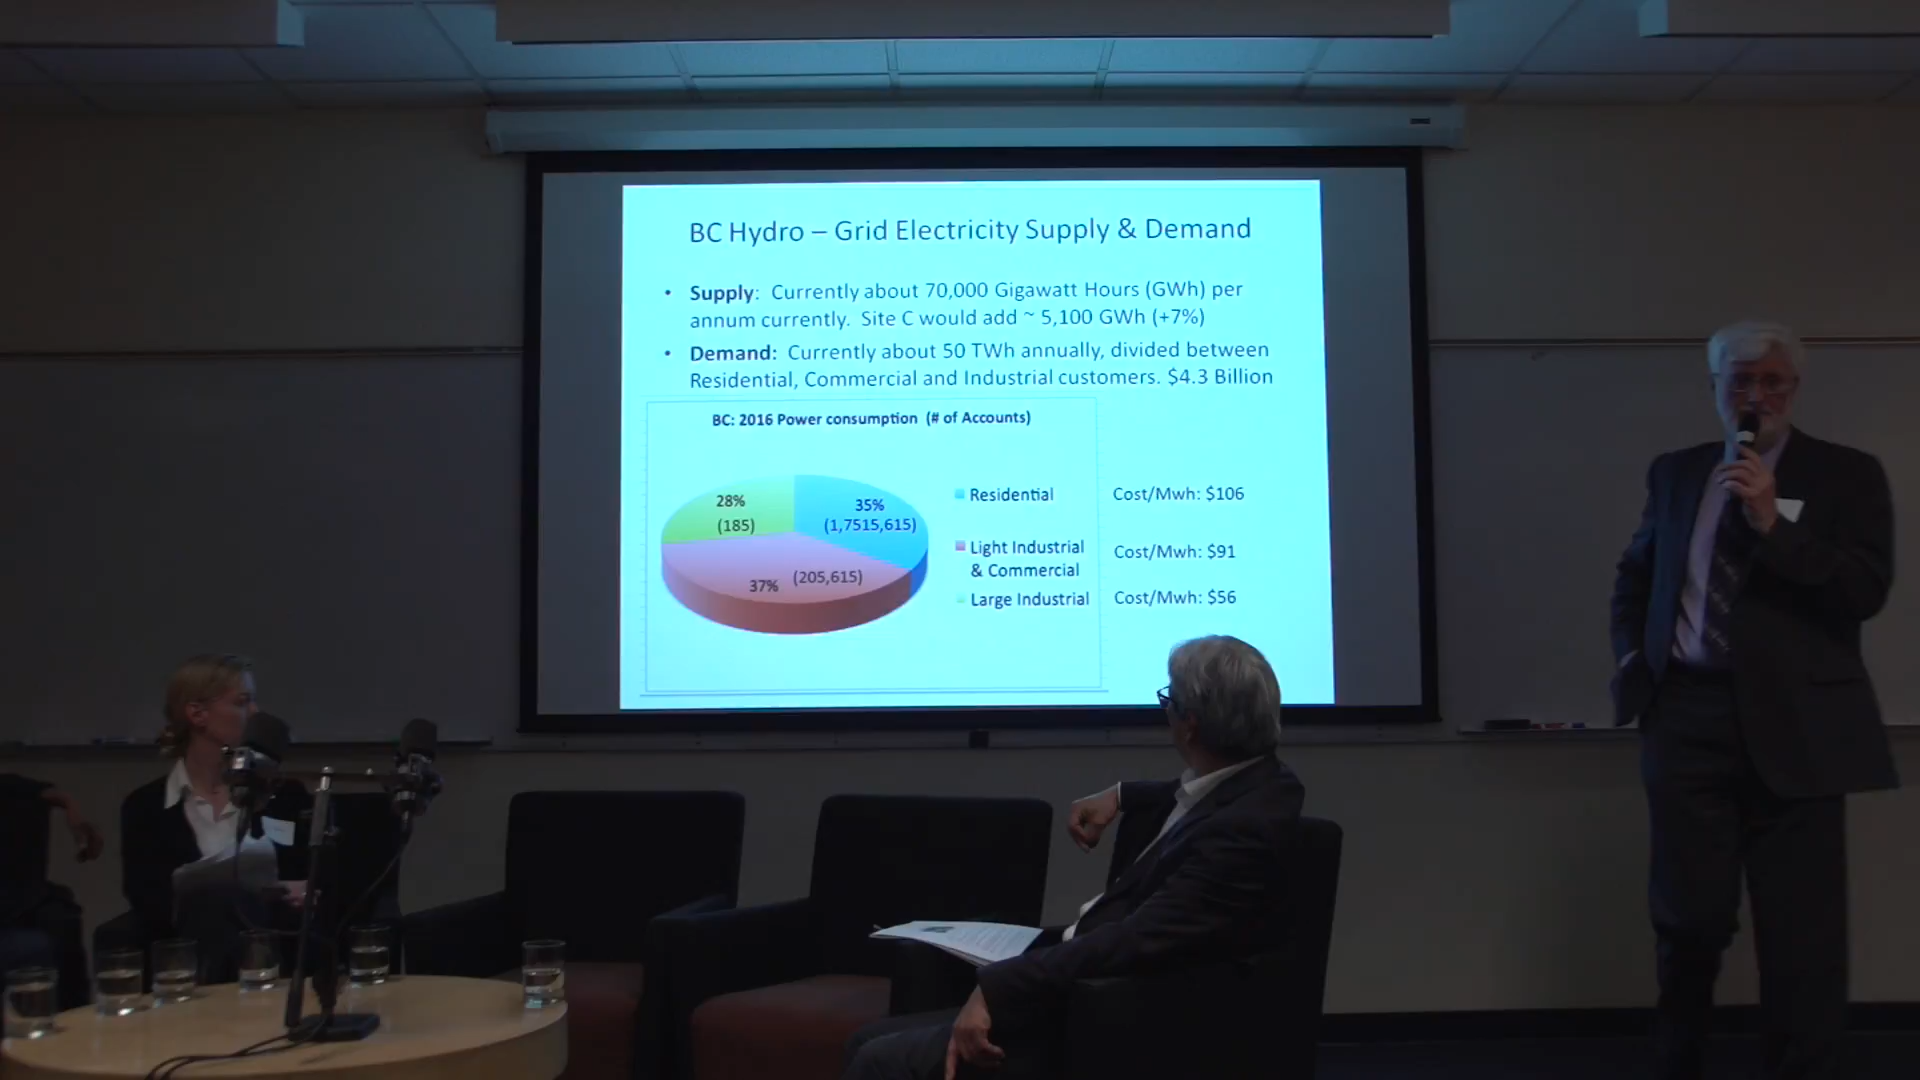 BC Hydro – Grid Electricity Supply & Demand
• Supply: Currently about 70,000 Gigawatt Hours (GWh) per
annum currently. Site C would add ~ 5,100 GWh (+7%)
• Demand: Currently about 50 TWh annually, divided between
Residential, Commercial and Industrial customers. $4.3 Billion
BC: 2016 Power consumption (# of Accounts)
28%
(185)
35%
(1,7515,615)
37% (205,615)
Residential Cost/Mwh: $106
Light Industrial
& Commercial
Cost/Mwh: $91
Large Industrial Cost/Mwh: $56